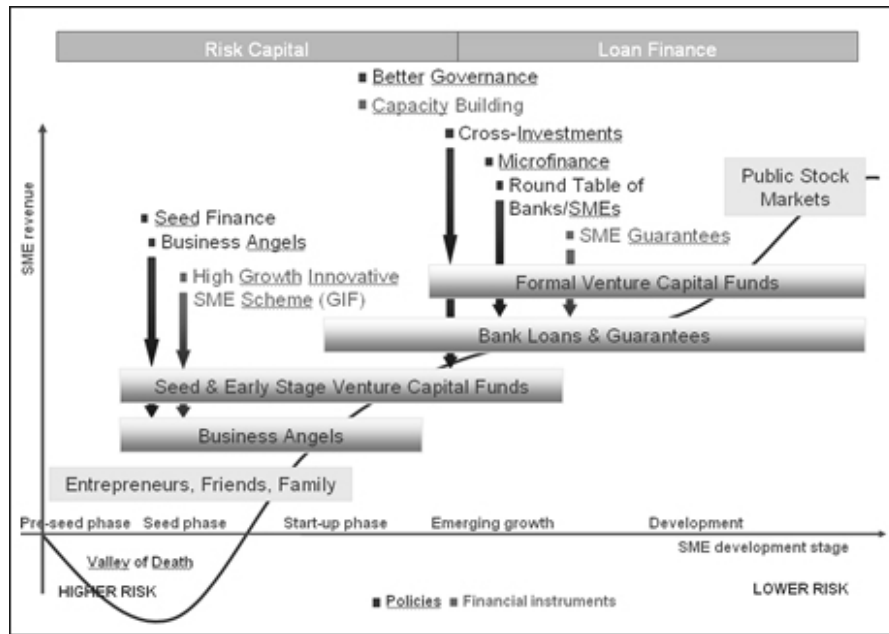 Risk Capital
Loan Finance
Better Governance
Capacity Building
Cross-Investments
Microfinance
Round Table of
Banks/SMEs
Public Stock
Markets
SME revenue
Seed Finance
Business Angels
SME Guarantees
High Growth Innovative
SME Scheme (GIF)
Formal Venture Capital Funds
Bank Loans & Guarantees
Seed & Early Stage Venture Capital Funds
Business Angels
Entrepreneurs, Friends, Family
Pre-seed phase
Seed phase
Start-up phase
Emerging growth
Development
SME development stage
Valley of Death
HIGHER RISK
LOWER RISK
Policies
Financial instruments